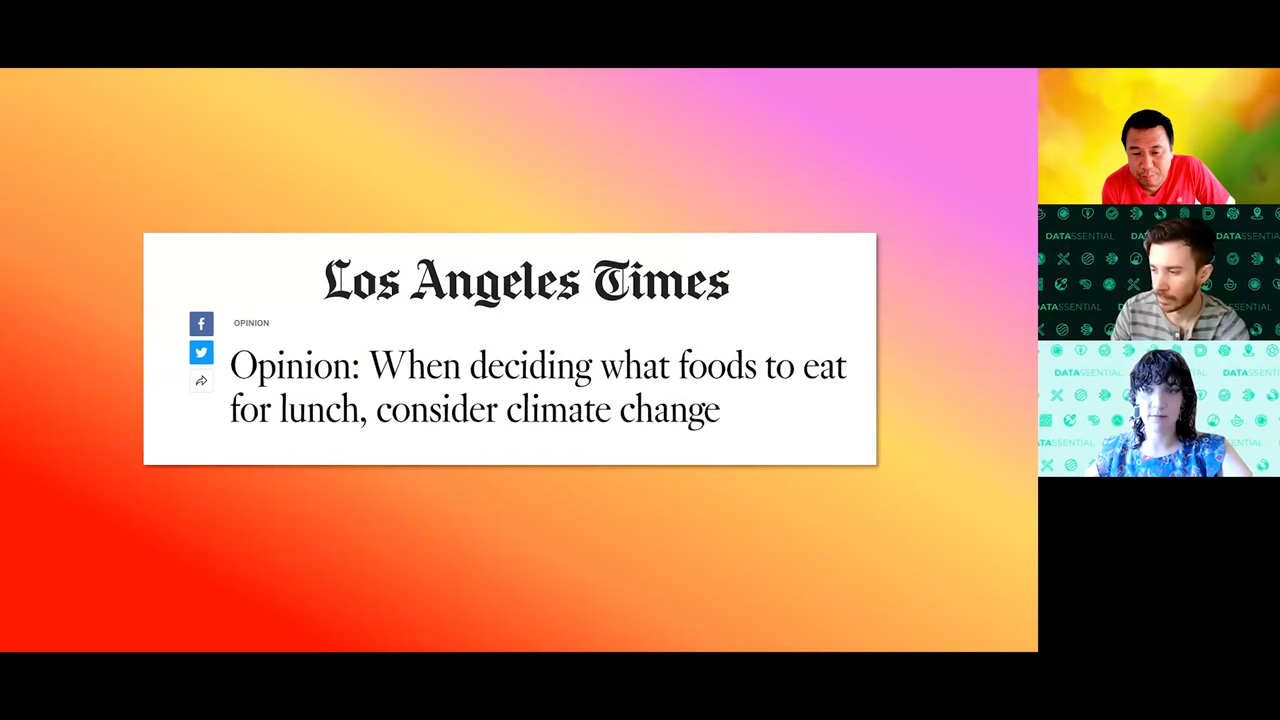 Los Angeles Times
OPINION
Opinion: When deciding what foods to eat
for lunch, consider climate change
DATASSENTIAL
DATASSENTIAL
DATASSENTIAL
DATASSENTIAL
DATASSENTIAL